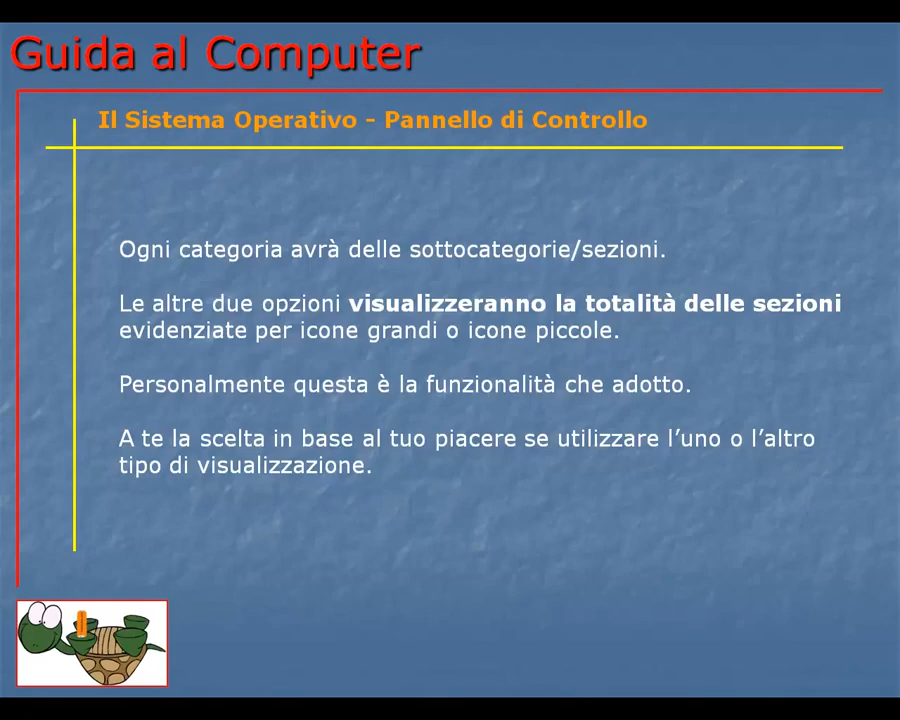 Guida al Computer
Il Sistema Operativo - Pannello di Controllo
Ogni categoria avrà delle sottocategorie/sezioni.
Le altre due opzioni visualizzeranno la totalità delle sezioni
evidenziate per icone grandi o icone piccole.
Personalmente questa è la funzionalità che adotto.
A te la scelta in base al tuo piacere se utilizzare l’uno o l’altro
tipo di visualizzazione.